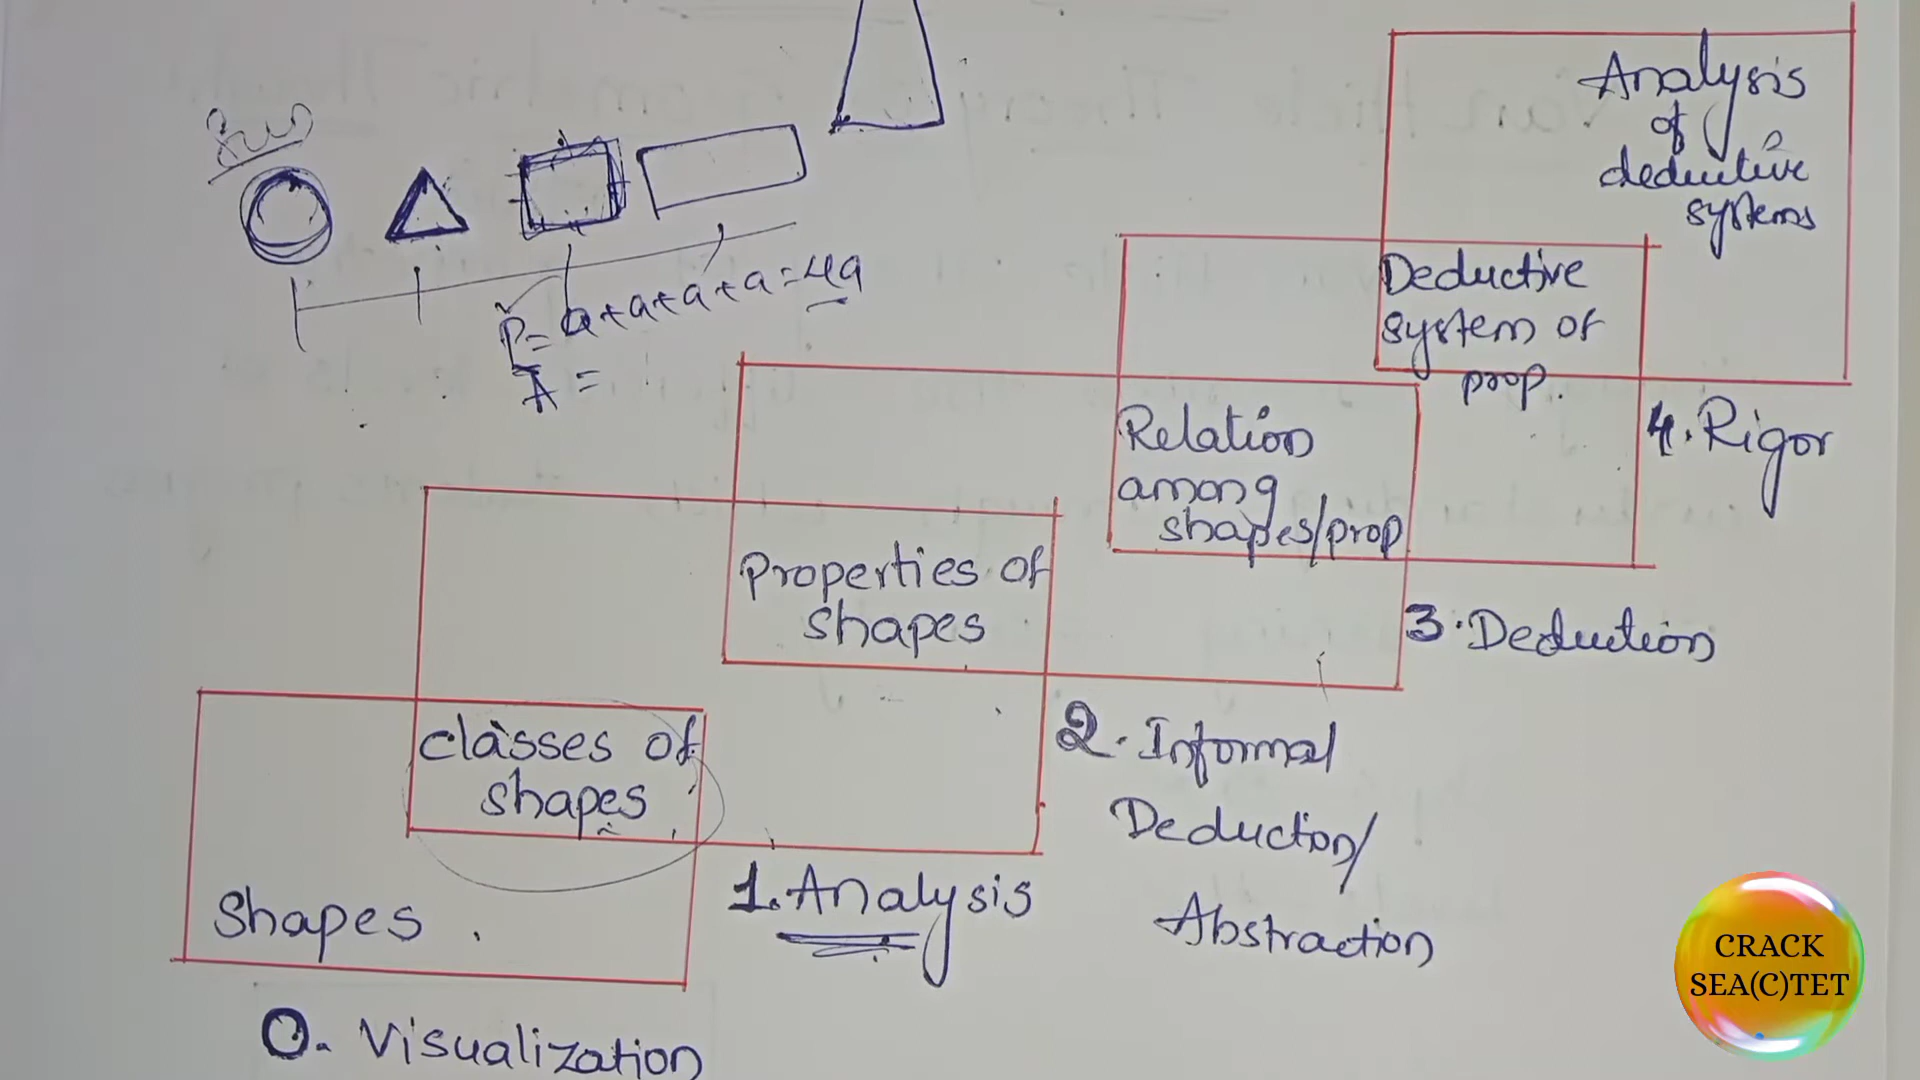 Sun
P= a+a+a+a=4a
A =
Analysis
of
deductive
systems
Deductive
system of
prop.
4. Rigor
Relation
among
shapes/prop
Properties of
shapes
3. Deduction
classes of
shapes
2. Informal
Deduction/
Abstraction
1. Analysis
Shapes
0. Visualization
CRACK
SEA(C)TET